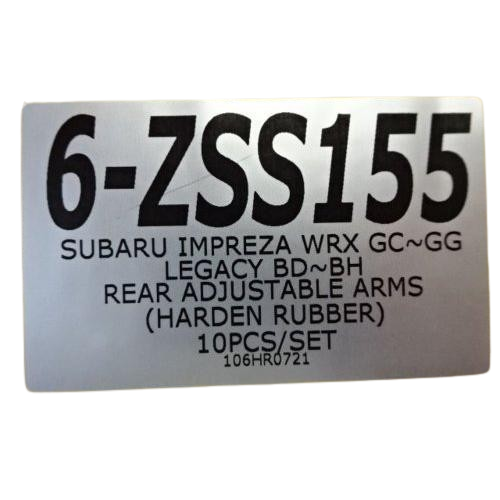 6-ZSS155
SUBARU IMPREZA WRX GC~GG
LEGACY BD~BH
REAR ADJUSTABLE ARMS
(HARDEN RUBBER)
10PCS/SET
106HR0721